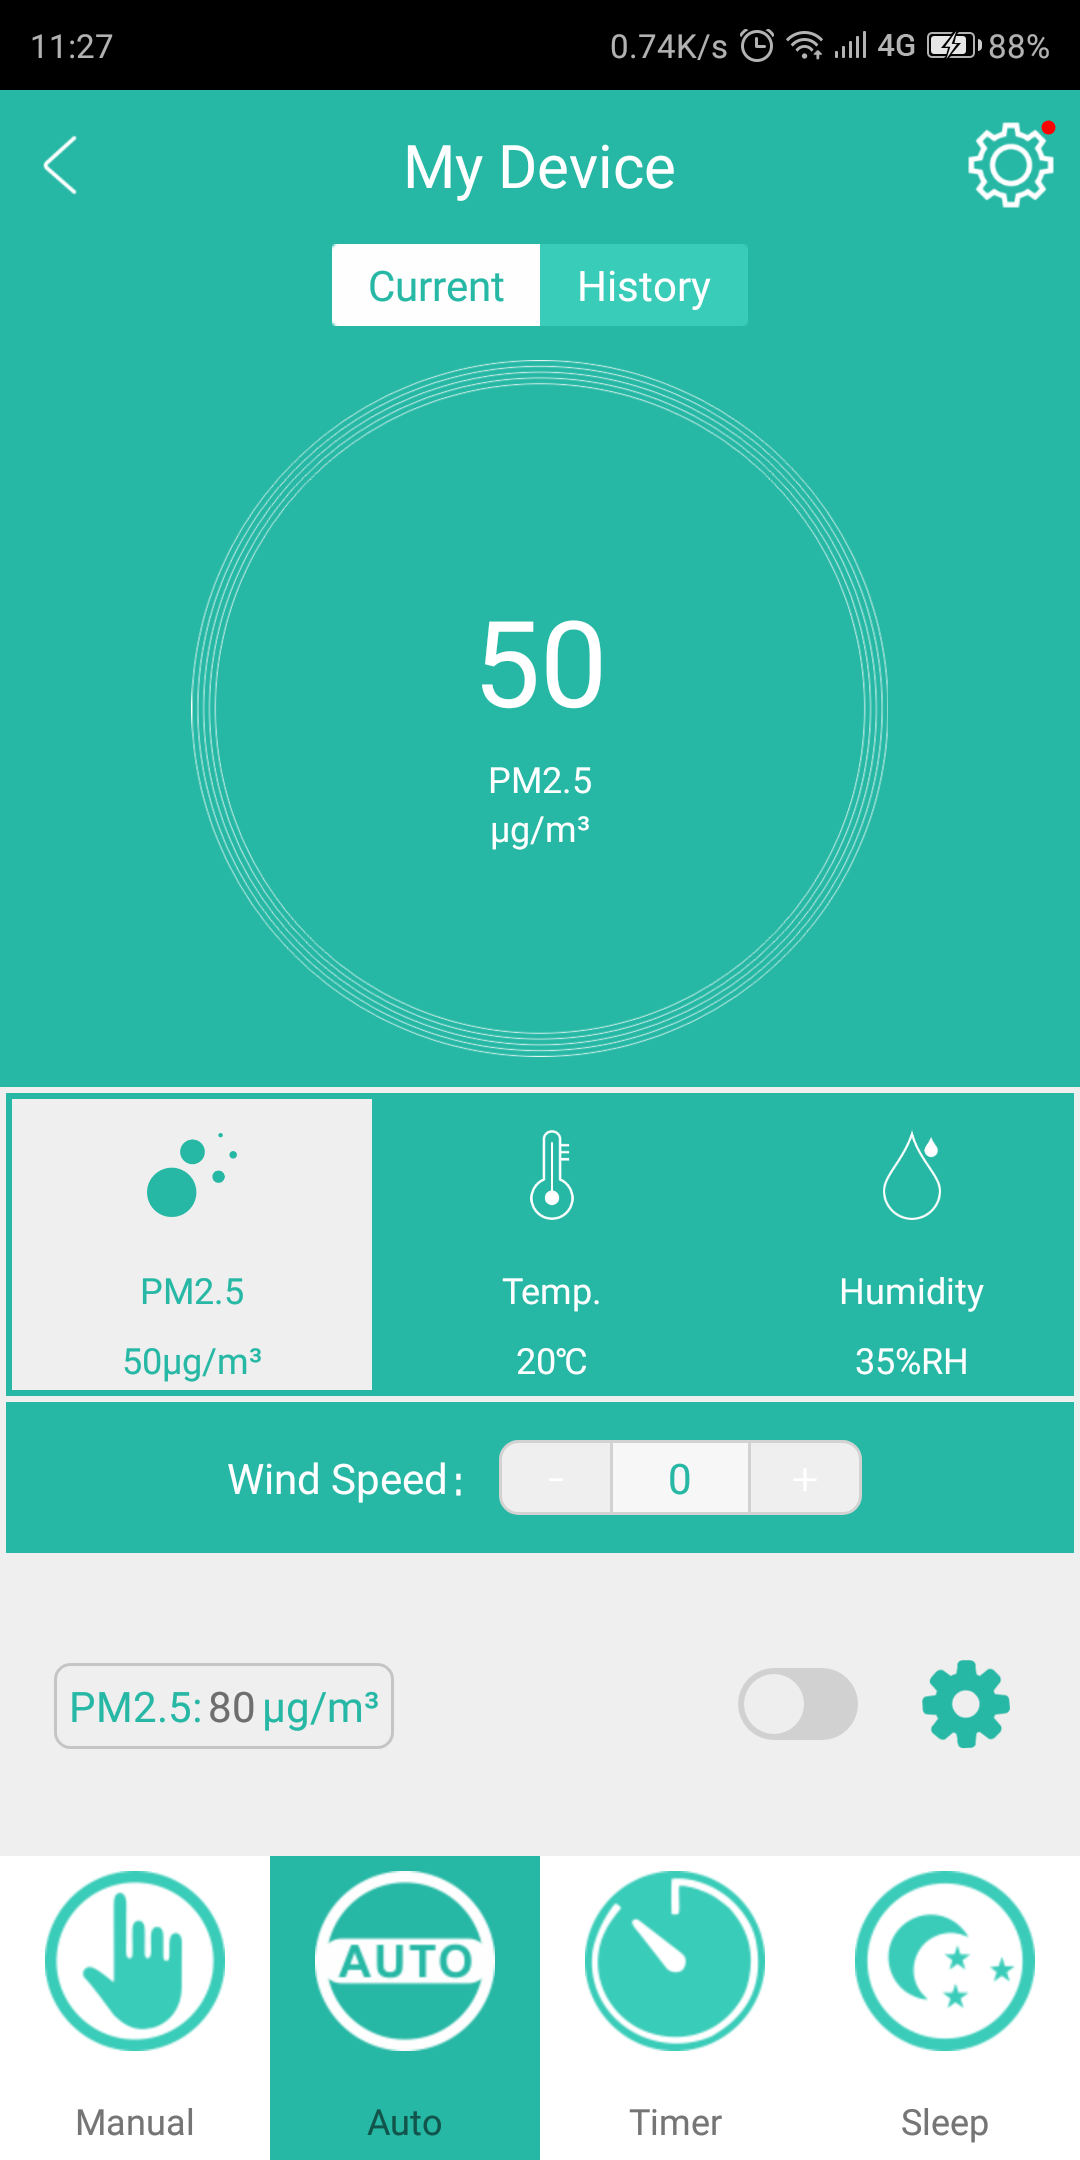 11:27
0.74K/s 4G 88%
My Device
Current History
50
PM2.5
µg/m³
PM2.5 Temp. Humidity
50µg/m³ 20℃ 35%RH
Wind Speed: - 0 +
PM2.5: 80 µg/m³
AUTO
Manual Auto Timer Sleep